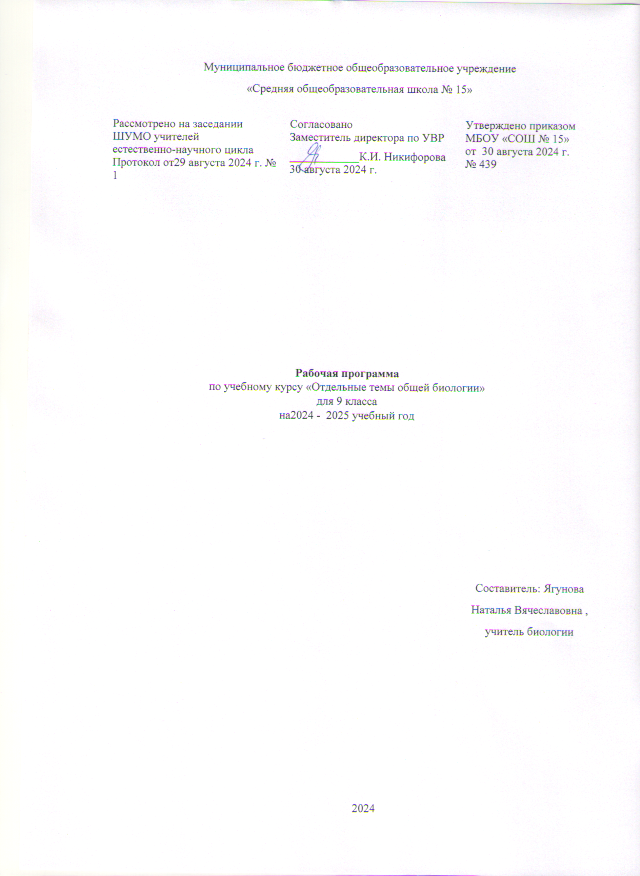 Муниципальное бюджетное общеобразовательное учреждение
«Средняя общеобразовательная школа № 15»
Рассмотрено на заседании
ШУМО учителей
естественно-научного цикла
Протокол от29 августа 2024 г. №
1
Согласовано
Заместитель директора по УВР
____________К.И. Никифорова
30 августа 2024 г.
Утверждено приказом
МБОУ «СОШ № 15»
от 30 августа 2024 г.
№ 439
Рабочая программа
по учебному курсу «Отдельные темы общей биологии»
для 9 класса
на2024 - 2025 учебный год
Составитель: Ягунова
Наталья Вячеславовна ,
учитель биологии
2024